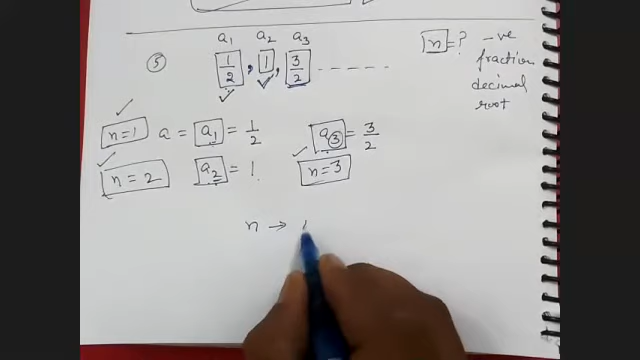 a₁ a₂ a₃
⑤ 1/2 , 1 , 3/2 - - - - - -
n = ? -ve
fraction
decimal
root
n=1 a = a₁ = 1/2 a₃ = 3/2
n = 2 a₂ = 1 n = 3
n →